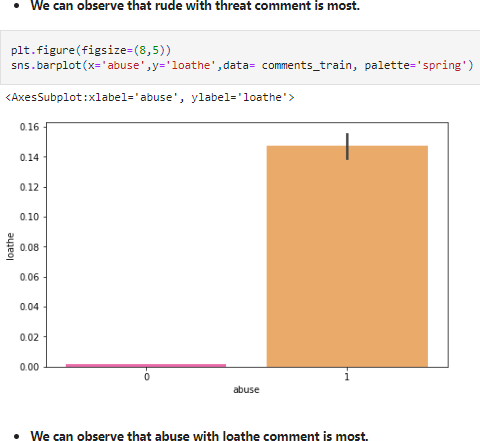 We can observe that rude with threat comment is most.
plt.figure(figsize=(8,5))
sns.barplot(x='abuse',y='loathe',data= comments_train, palette='spring')
<AxesSubplot:xlabel='abuse', ylabel='loathe'>
0.16
0.14
0.12
0.10
0.08
0.06
0.04
0.02
0.00
loathe
0 1
abuse
We can observe that abuse with loathe comment is most.